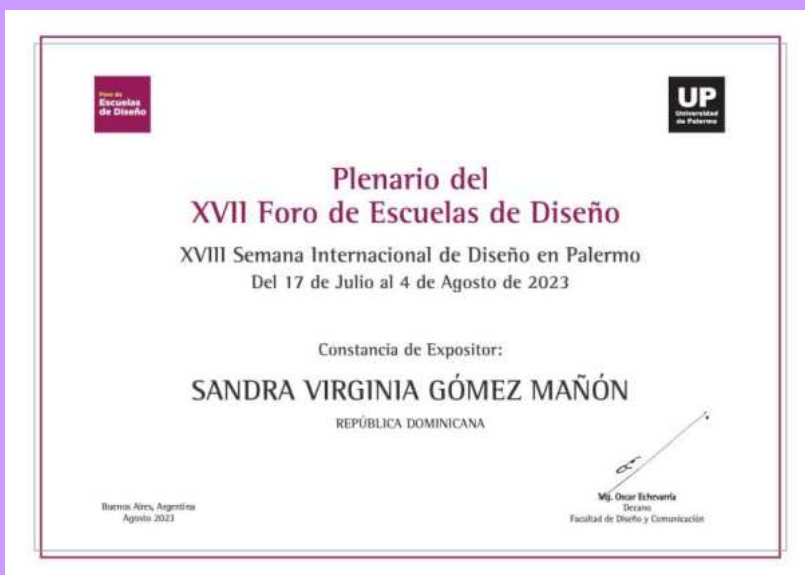 Foro de
Escuelas
de Diseño
UP
Universidad
de Palermo
Plenario del
XVII Foro de Escuelas de Diseño
XVIII Semana Internacional de Diseño en Palermo
Del 17 de Julio al 4 de Agosto de 2023
Constancia de Expositor:
SANDRA VIRGINIA GÓMEZ MAÑÓN
REPÚBLICA DOMINICANA
Buenos Aires, Argentina
Agosto 2023
Mg. Oscar Echevarría
Decano
Facultad de Diseño y Comunicación